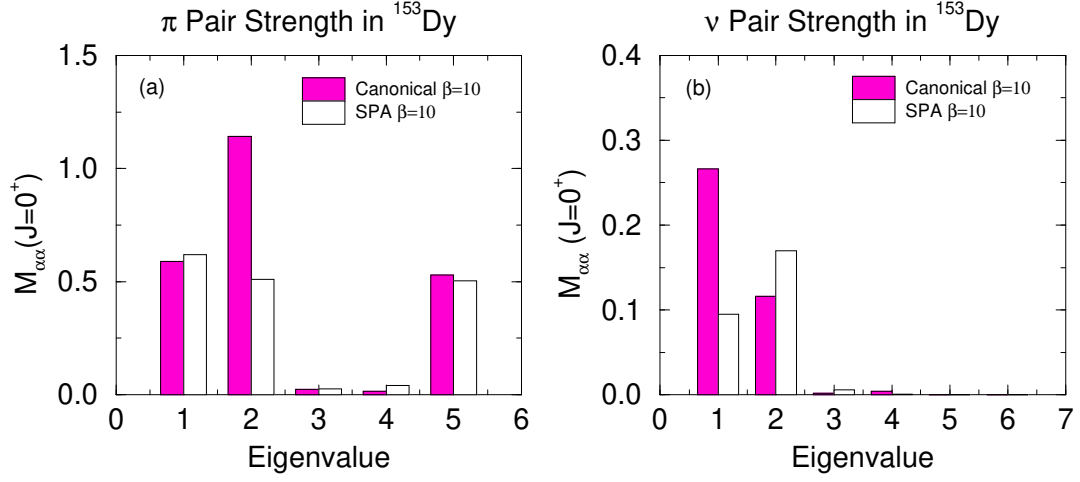 π Pair Strength in ¹⁵³Dy
(a)
Canonical β=10
SPA β=10
1.5
1.0
0.5
0.0
M_αα(J=0⁺)
0 1 2 3 4 5 6
Eigenvalue
ν Pair Strength in ¹⁵³Dy
(b)
Canonical β=10
SPA β=10
0.4
0.3
0.2
0.1
0.0
M_αα (J=0⁺)
0 1 2 3 4 5 6 7
Eigenvalue